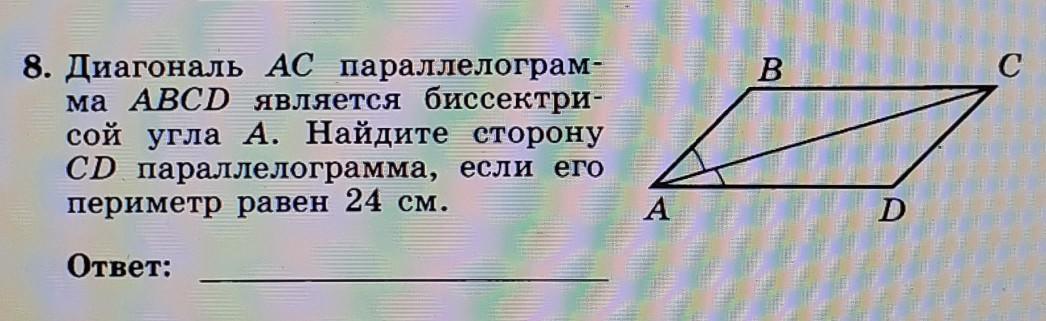 8. Диагональ AC параллелограм-
ма ABCD является биссектри-
сой угла A. Найдите сторону
CD параллелограмма, если его
периметр равен 24 см.
Ответ:
B
C
A
D